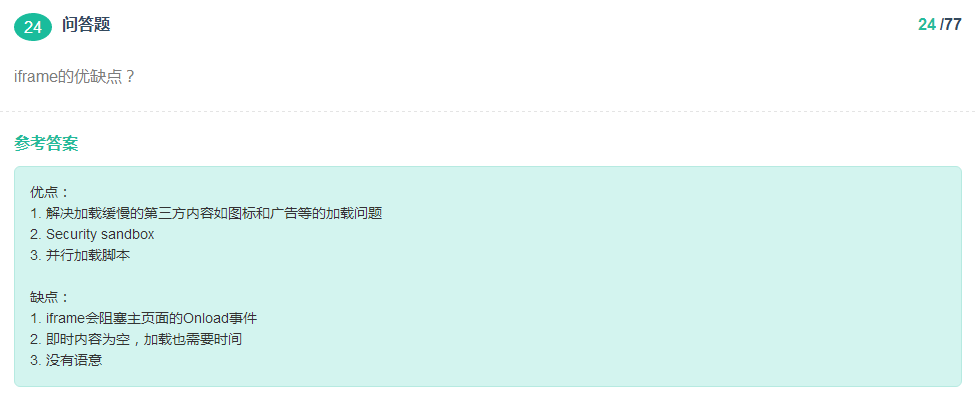 24 问答题 24 /77
iframe的优缺点？
参考答案
优点：
1. 解决加载缓慢的第三方内容如图标和广告等的加载问题
2. Security sandbox
3. 并行加载脚本
缺点：
1. iframe会阻塞主页面的Onload事件
2. 即时内容为空，加载也需要时间
3. 没有语意